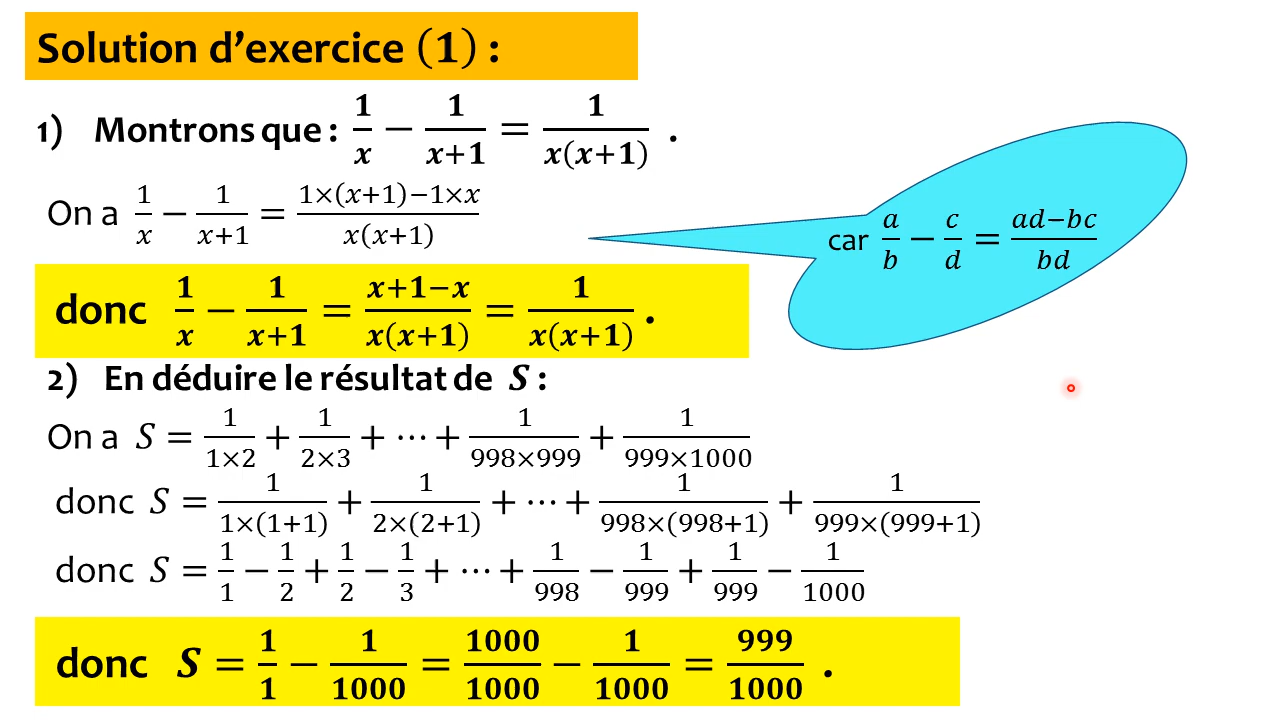 Solution d’exercice (1) :
1) Montrons que : 1/x − 1/(x+1) = 1/(x(x+1)) .
On a 1/x − 1/(x+1) = (1×(x+1)−1×x)/(x(x+1))
car a/b − c/d = (ad−bc)/(bd)
donc 1/x − 1/(x+1) = (x+1−x)/(x(x+1)) = 1/(x(x+1)) .
2) En déduire le résultat de S :
On a S = 1/(1×2) + 1/(2×3) + ⋯ + 1/(998×999) + 1/(999×1000)
donc S = 1/(1×(1+1)) + 1/(2×(2+1)) + ⋯ + 1/(998×(998+1)) + 1/(999×(999+1))
donc S = 1/1 − 1/2 + 1/2 − 1/3 + ⋯ + 1/998 − 1/999 + 1/999 − 1/1000
donc S = 1/1 − 1/1000 = 1000/1000 − 1/1000 = 999/1000 .